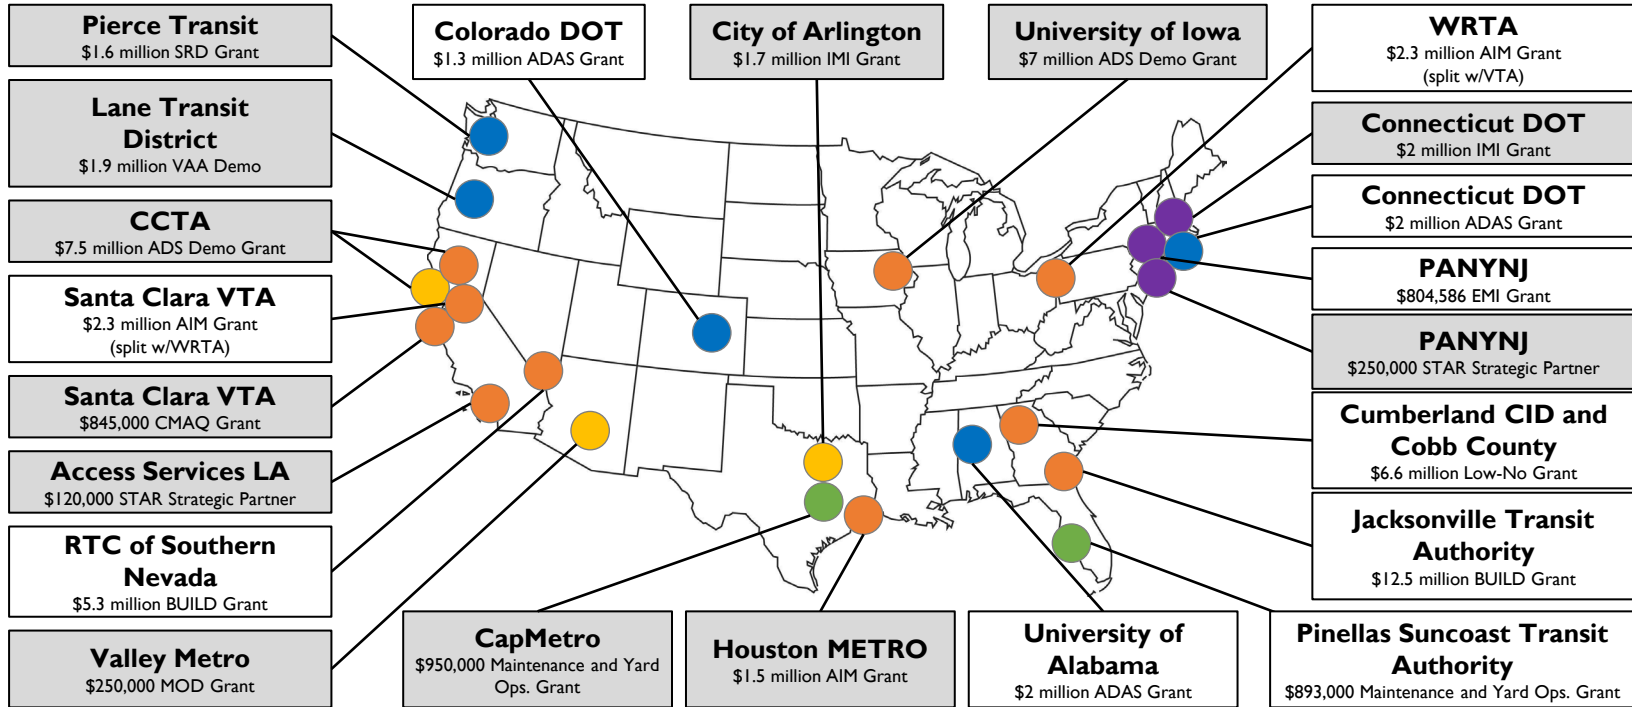 Pierce Transit
$1.6 million SRD Grant
Lane Transit
District
$1.9 million VAA Demo
CCTA
$7.5 million ADS Demo Grant
Santa Clara VTA
$2.3 million AIM Grant
(split w/WRTA)
Santa Clara VTA
$845,000 CMAQ Grant
Access Services LA
$120,000 STAR Strategic Partner
RTC of Southern
Nevada
$5.3 million BUILD Grant
Valley Metro
$250,000 MOD Grant
Colorado DOT
$1.3 million ADAS Grant
City of Arlington
$1.7 million IMI Grant
University of Iowa
$7 million ADS Demo Grant
WRTA
$2.3 million AIM Grant
(split w/VTA)
Connecticut DOT
$2 million IMI Grant
Connecticut DOT
$2 million ADAS Grant
PANYNJ
$804,586 EMI Grant
PANYNJ
$250,000 STAR Strategic Partner
Cumberland CID and
Cobb County
$6.6 million Low-No Grant
Jacksonville Transit
Authority
$12.5 million BUILD Grant
CapMetro
$950,000 Maintenance and Yard
Ops. Grant
Houston METRO
$1.5 million AIM Grant
University of
Alabama
$2 million ADAS Grant
Pinellas Suncoast Transit
Authority
$893,000 Maintenance and Yard Ops. Grant